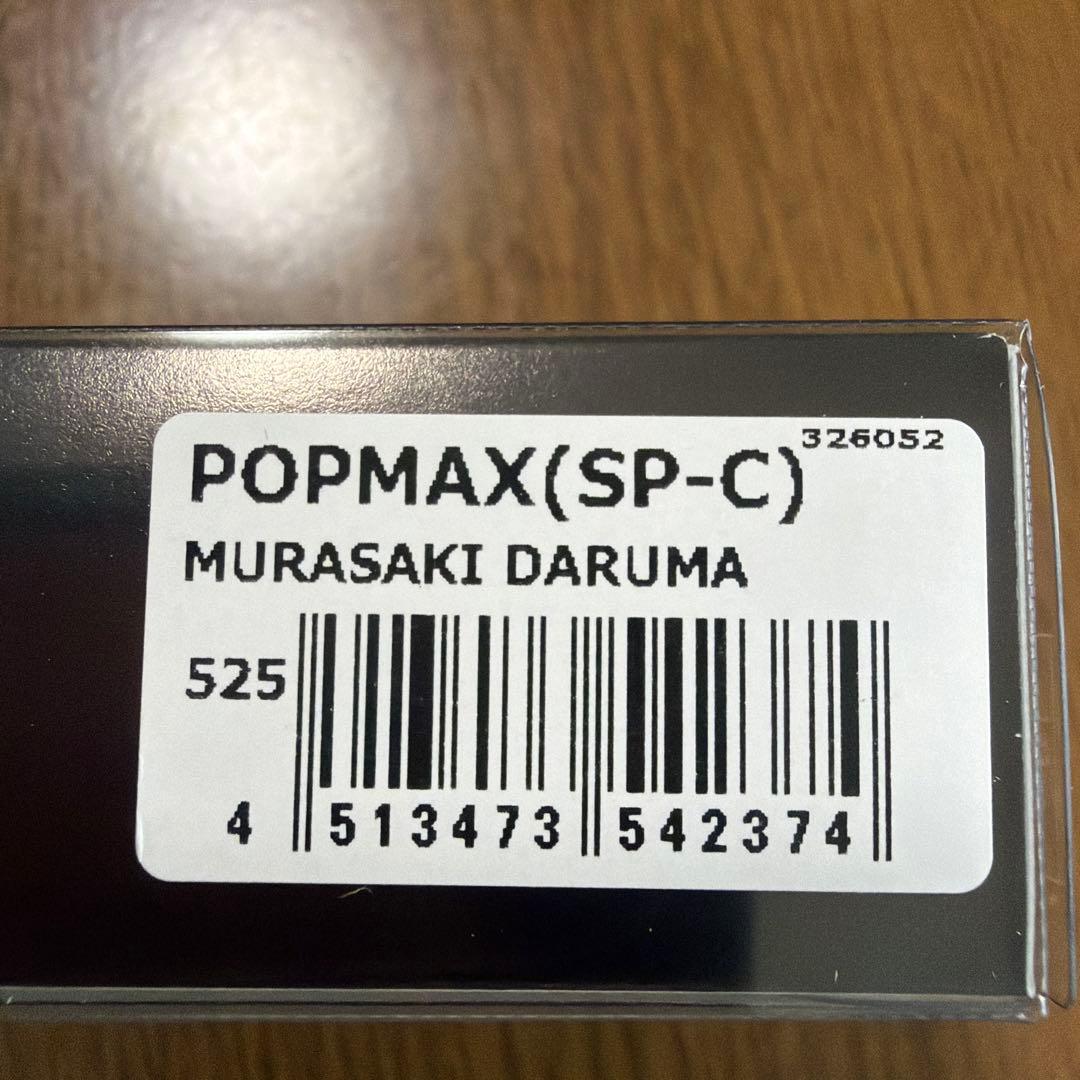 326052
POPMAX(SP-C)
MURASAKI DARUMA
525
4 513473 542374